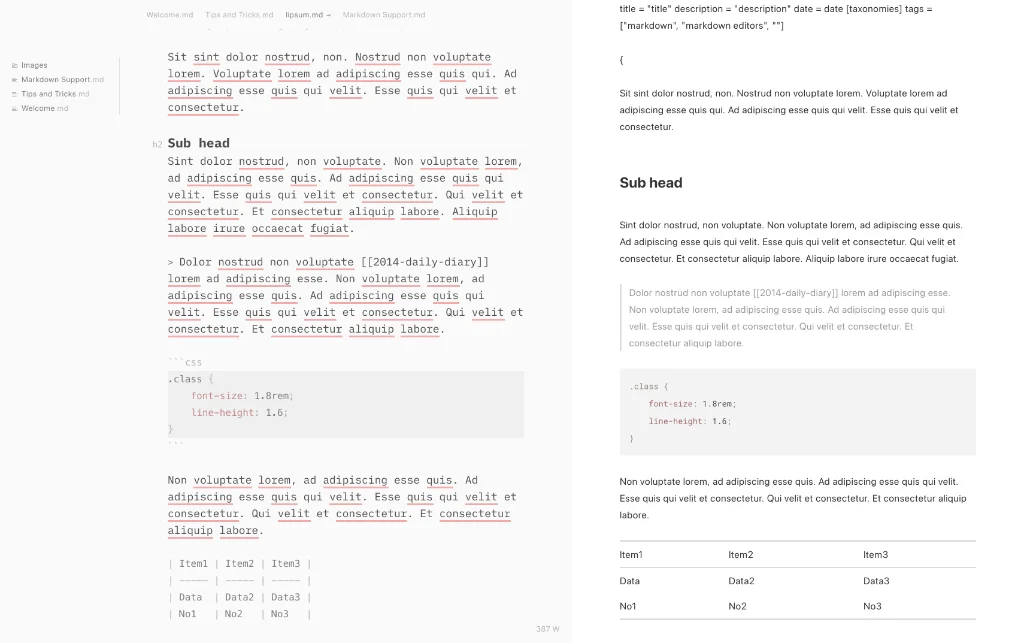 Welcome.md Tips and Tricks.md lipsum.md → Markdown Support.md
Images
Markdown Support.md
Tips and Tricks.md
Welcome.md
Sit sint dolor nostrud, non. Nostrud non voluptate
lorem. Voluptate lorem ad adipiscing esse quis qui. Ad
adipiscing esse quis qui velit. Esse quis qui velit et
consectetur.
h2 Sub head
Sint dolor nostrud, non voluptate. Non voluptate lorem,
ad adipiscing esse quis. Ad adipiscing esse quis qui
velit. Esse quis qui velit et consectetur. Qui velit et
consectetur. Et consectetur aliquip labore. Aliquip
labore irure occaecat fugiat.
> Dolor nostrud non voluptate [[2014-daily-diary]]
lorem ad adipiscing esse. Non voluptate lorem, ad
adipiscing esse quis. Ad adipiscing esse quis qui
velit. Esse quis qui velit et consectetur. Qui velit et
consectetur. Et consectetur aliquip labore.
```css
.class {
font-size: 1.8rem;
line-height: 1.6;
}
```
Non voluptate lorem, ad adipiscing esse quis. Ad
adipiscing esse quis qui velit. Esse quis qui velit et
consectetur. Qui velit et consectetur. Et consectetur
aliquip labore.
| Item1 | Item2 | Item3 |
| ----- | ----- | ----- |
| Data | Data2 | Data3 |
| No1 | No2 | No3 |
387 W
title = "title" description = "description" date = date [taxonomies] tags =
["markdown", "markdown editors", ""]
{
Sit sint dolor nostrud, non. Nostrud non voluptate lorem. Voluptate lorem ad
adipiscing esse quis qui. Ad adipiscing esse quis qui velit. Esse quis qui velit et
consectetur.
Sub head
Sint dolor nostrud, non voluptate. Non voluptate lorem, ad adipiscing esse quis.
Ad adipiscing esse quis qui velit. Esse quis qui velit et consectetur. Qui velit et
consectetur. Et consectetur aliquip labore. Aliquip labore irure occaecat fugiat.
Dolor nostrud non voluptate [[2014-daily-diary]] lorem ad adipiscing esse.
Non voluptate lorem, ad adipiscing esse quis. Ad adipiscing esse quis qui
velit. Esse quis qui velit et consectetur. Qui velit et consectetur. Et
consectetur aliquip labore.
.class {
font-size: 1.8rem;
line-height: 1.6;
}
Non voluptate lorem, ad adipiscing esse quis. Ad adipiscing esse quis qui velit.
Esse quis qui velit et consectetur. Qui velit et consectetur. Et consectetur aliquip
labore.
Item1 Item2 Item3
Data Data2 Data3
No1 No2 No3